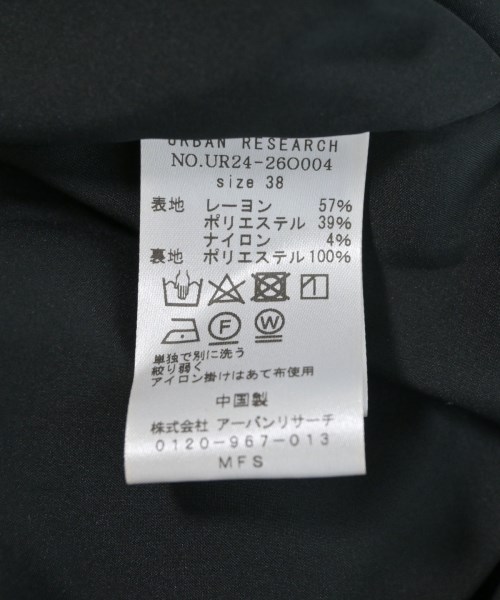 URBAN RESEARCH
NO.UR24-26O004
size 38
表地 レーヨン 57%
ポリエステル 39%
ナイロン 4%
裏地 ポリエステル 100%
F W
単独で別に洗う
絞り弱く
アイロン掛けはあて布使用
中国製
株式会社 アーバンリサーチ
0120-967-013
MFS